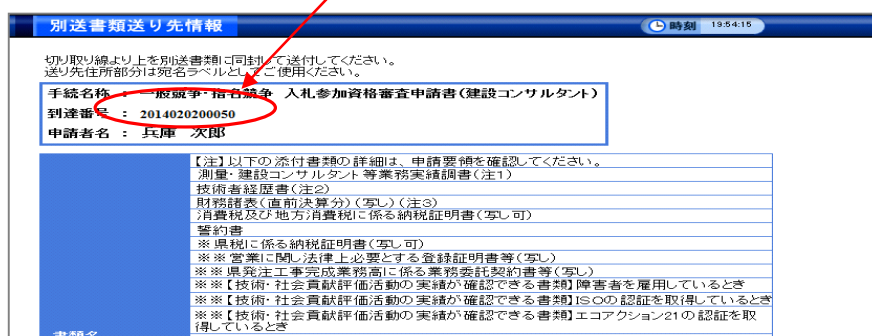 別送書類送り先情報
時刻 19:54:15
切り取り線より上を別送書類に同封して送付してください。
送り先住所部分は宛名ラベルとしてご使用ください。
手続名称 : 一般競争・指名競争 入札参加資格審査申請書(建設コンサルタント)
到達番号 : 2014020200050
申請者名 : 兵庫 次郎
【注】以下の添付書類の詳細は、申請要領を確認してください。
測量・建設コンサルタント等業務実績調書(注1)
技術者経歴書(注2)
財務諸表(直前決算分)(写し)(注3)
消費税及び地方消費税に係る納税証明書(写し可)
誓約書
※県税に係る納税証明書(写し可)
※※営業に関し法律上必要とする登録証明書等(写し)
※※県発注工事完成業務高に係る業務委託契約書等(写し)
※※【技術・社会貢献評価活動の実績が確認できる書類】障害者を雇用しているとき
※※【技術・社会貢献評価活動の実績が確認できる書類】ISOの認証を取得しているとき
※※【技術・社会貢献評価活動の実績が確認できる書類】エコアクション21の認証を取
得しているとき
書類名